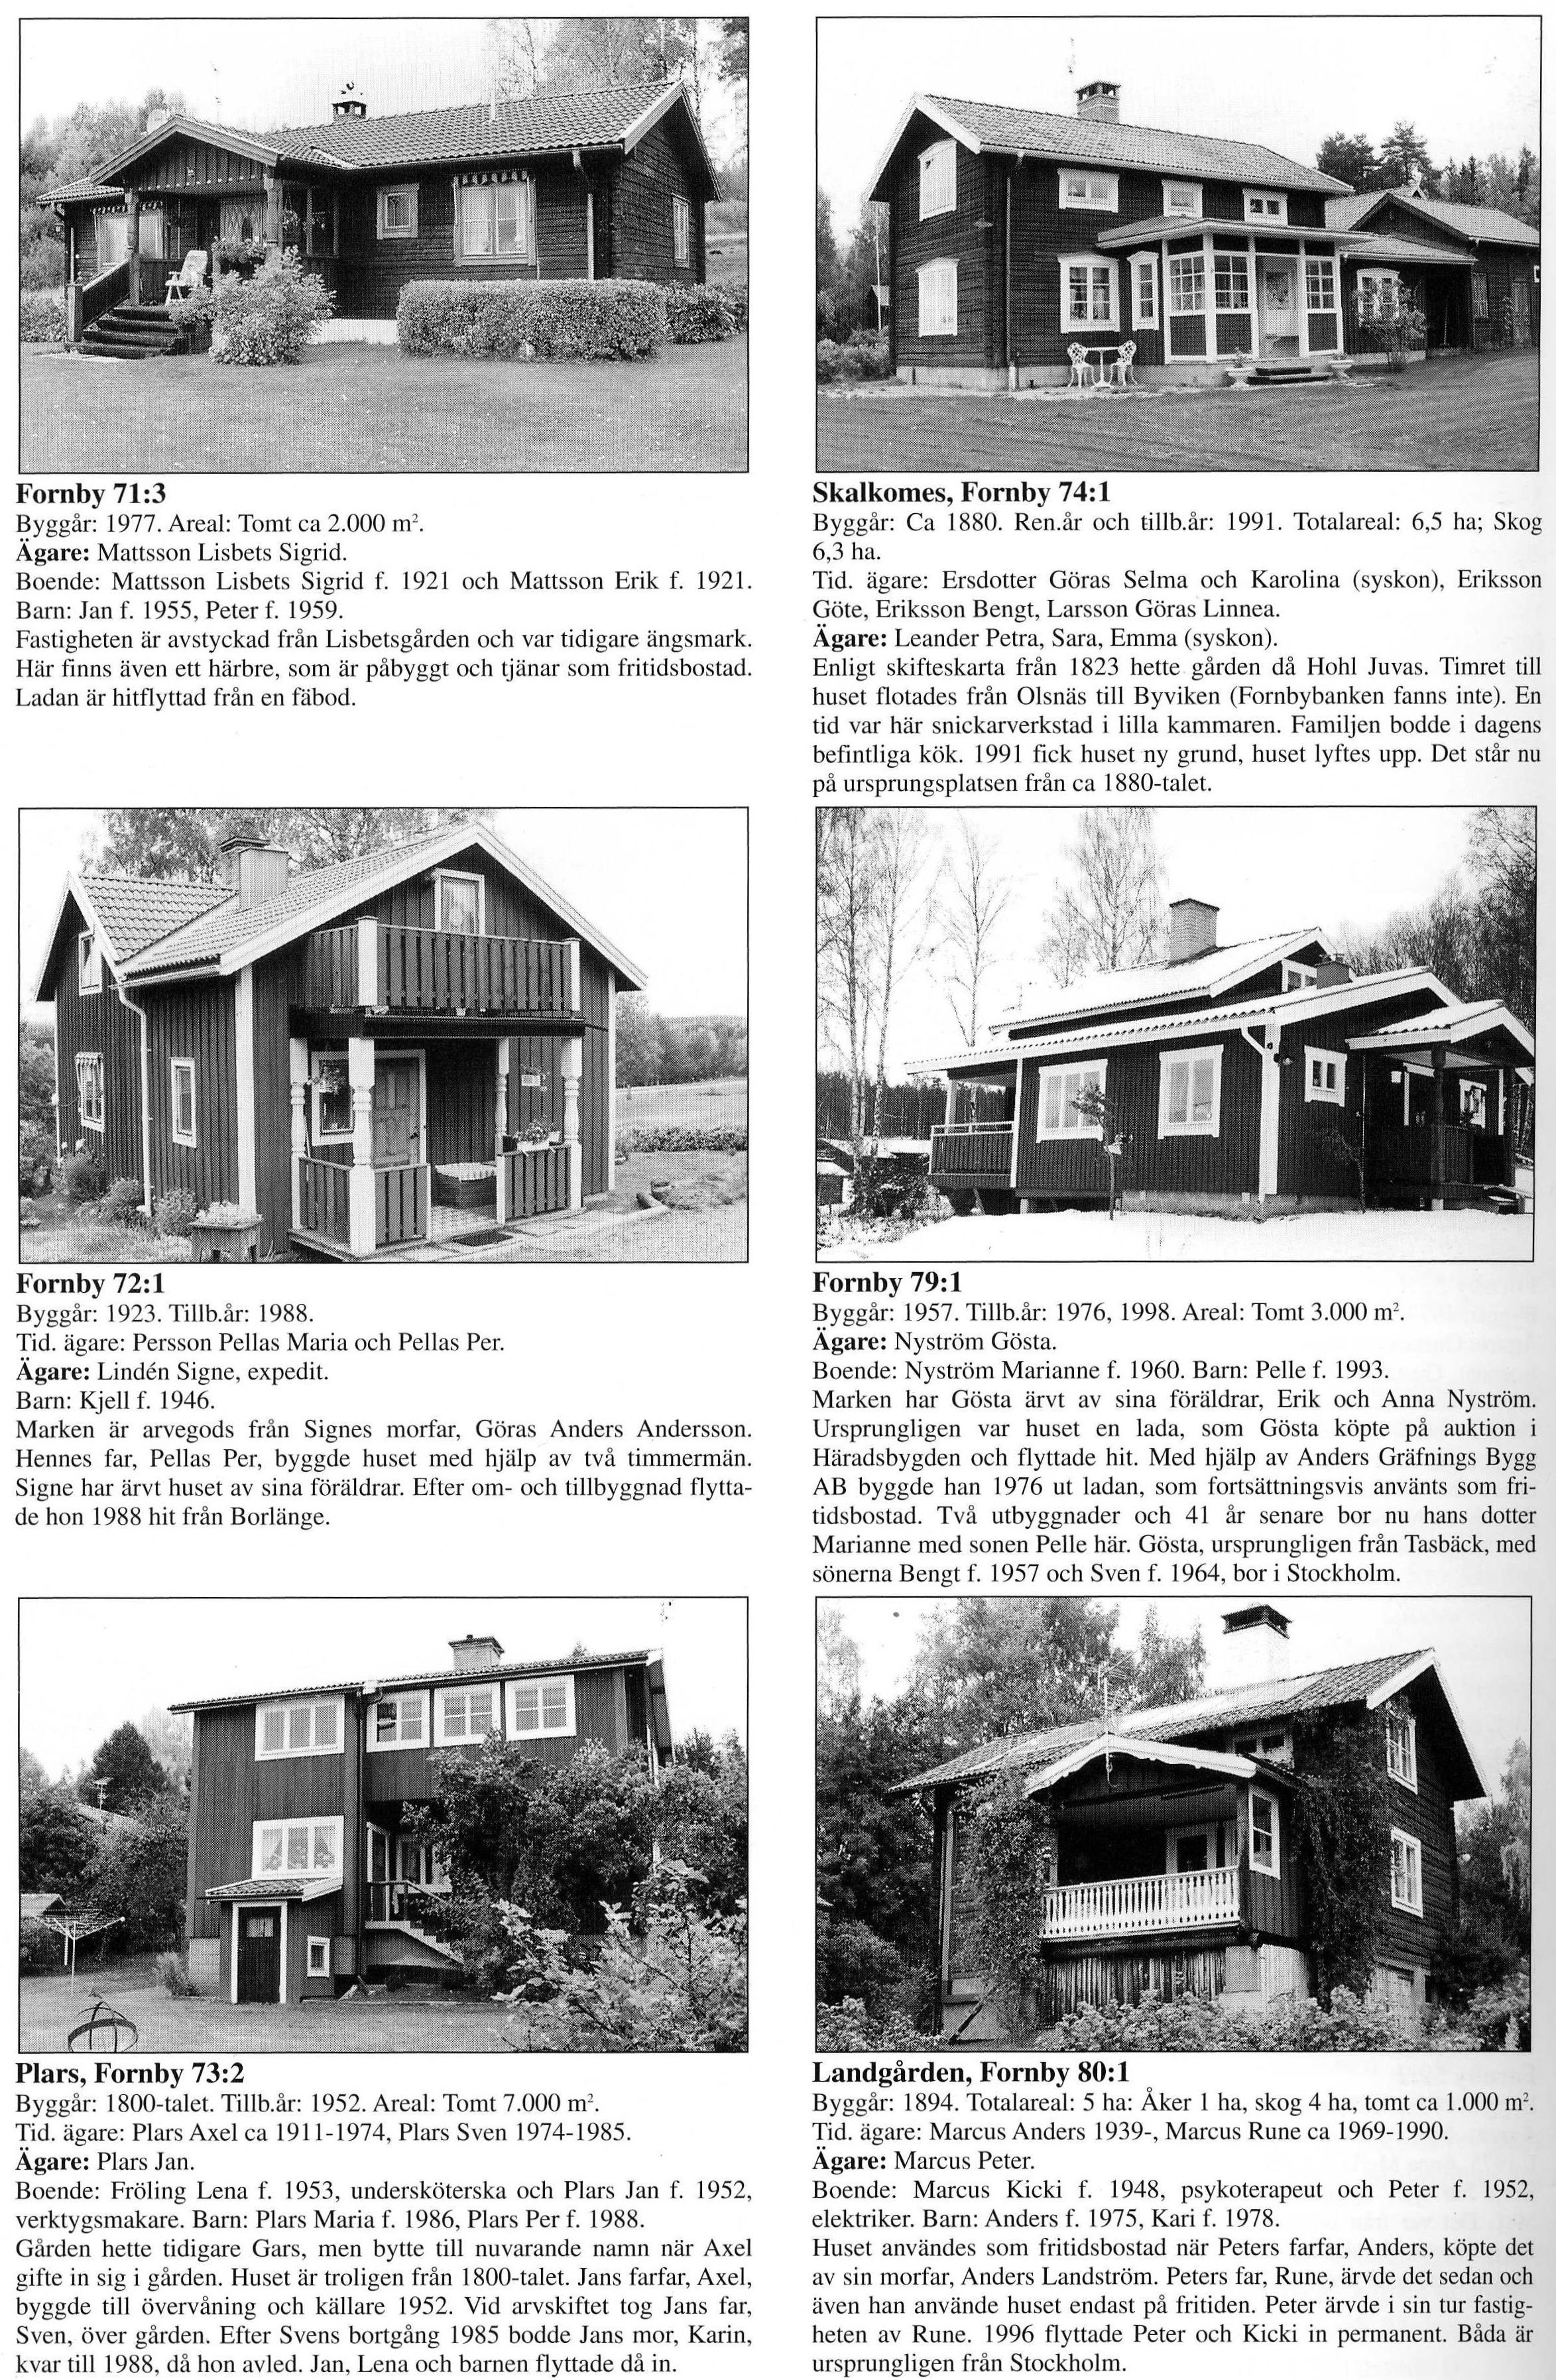 Fornby 71:3
Byggår: 1977. Areal: Tomt ca 2.000 m².
Ägare: Mattsson Lisbets Sigrid.
Boende: Mattsson Lisbets Sigrid f. 1921 och Mattsson Erik f. 1921.
Barn: Jan f. 1955, Peter f. 1959.
Fastigheten är avstyckad från Lisbetsgården och var tidigare ängsmark.
Här finns även ett härbre, som är påbyggt och tjänar som fritidsbostad.
Ladan är hitflyttad från en fäbod.
Fornby 72:1
Byggår: 1923. Tillb.år: 1988.
Tid. ägare: Persson Pellas Maria och Pellas Per.
Ägare: Lindén Signe, expedit.
Barn: Kjell f. 1946.
Marken är arvegods från Signes morfar, Göras Anders Andersson.
Hennes far, Pellas Per, byggde huset med hjälp av två timmermän.
Signe har ärvt huset av sina föräldrar. Efter om- och tillbyggnad flytta-
de hon 1988 hit från Borlänge.
Plars, Fornby 73:2
Byggår: 1800-talet. Tillb.år: 1952. Areal: Tomt 7.000 m².
Tid. ägare: Plars Axel ca 1911-1974, Plars Sven 1974-1985.
Ägare: Plars Jan.
Boende: Fröling Lena f. 1953, undersköterska och Plars Jan f. 1952,
verktygsmakare. Barn: Plars Maria f. 1986, Plars Per f. 1988.
Gården hette tidigare Gars, men bytte till nuvarande namn när Axel
gifte in sig i gården. Huset är troligen från 1800-talet. Jans farfar, Axel,
byggde till övervåning och källare 1952. Vid arvskiftet tog Jans far,
Sven, över gården. Efter Svens bortgång 1985 bodde Jans mor, Karin,
kvar till 1988, då hon avled. Jan, Lena och barnen flyttade då in.
Skalkomes, Fornby 74:1
Byggår: Ca 1880. Ren.år och tillb.år: 1991. Totalareal: 6,5 ha; Skog
6,3 ha.
Tid. ägare: Ersdotter Göras Selma och Karolina (syskon), Eriksson
Göte, Eriksson Bengt, Larsson Göras Linnea.
Ägare: Leander Petra, Sara, Emma (syskon).
Enligt skifteskarta från 1823 hette gården då Hohl Juvas. Timret till
huset flotades från Olsnäs till Byviken (Fornbybanken fanns inte). En
tid var här snickarverkstad i lilla kammaren. Familjen bodde i dagens
befintliga kök. 1991 fick huset ny grund, huset lyftes upp. Det står nu
på ursprungsplatsen från ca 1880-talet.
Fornby 79:1
Byggår: 1957. Tillb.år: 1976, 1998. Areal: Tomt 3.000 m².
Ägare: Nyström Gösta.
Boende: Nyström Marianne f. 1960. Barn: Pelle f. 1993.
Marken har Gösta ärvt av sina föräldrar, Erik och Anna Nyström.
Ursprungligen var huset en lada, som Gösta köpte på auktion i
Häradsbygden och flyttade hit. Med hjälp av Anders Gräfnings Bygg
AB byggde han 1976 ut ladan, som fortsättningsvis använts som fri-
tidsbostad. Två utbyggnader och 41 år senare bor nu hans dotter
Marianne med sonen Pelle här. Gösta, ursprungligen från Tasbäck, med
sönerna Bengt f. 1957 och Sven f. 1964, bor i Stockholm.
Landgården, Fornby 80:1
Byggår: 1894. Totalareal: 5 ha: Åker 1 ha, skog 4 ha, tomt ca 1.000 m².
Tid. ägare: Marcus Anders 1939-, Marcus Rune ca 1969-1990.
Ägare: Marcus Peter.
Boende: Marcus Kicki f. 1948, psykoterapeut och Peter f. 1952,
elektriker. Barn: Anders f. 1975, Kari f. 1978.
Huset användes som fritidsbostad när Peters farfar, Anders, köpte det
av sin morfar, Anders Landström. Peters far, Rune, ärvde det sedan och
även han använde huset endast på fritiden. Peter ärvde i sin tur fastig-
heten av Rune. 1996 flyttade Peter och Kicki in permanent. Båda är
ursprungligen från Stockholm.